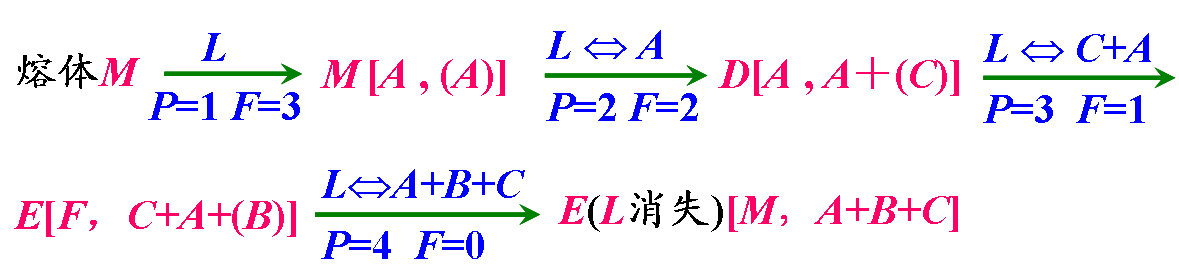 熔体M L P=1 F=3 M[A , (A)] L⇔A P=2 F=2 D[A , A＋(C)] L⇔C+A P=3 F=1
E[F， C+A+(B)] L⇔A+B+C P=4 F=0 E(L消失)[M， A+B+C]